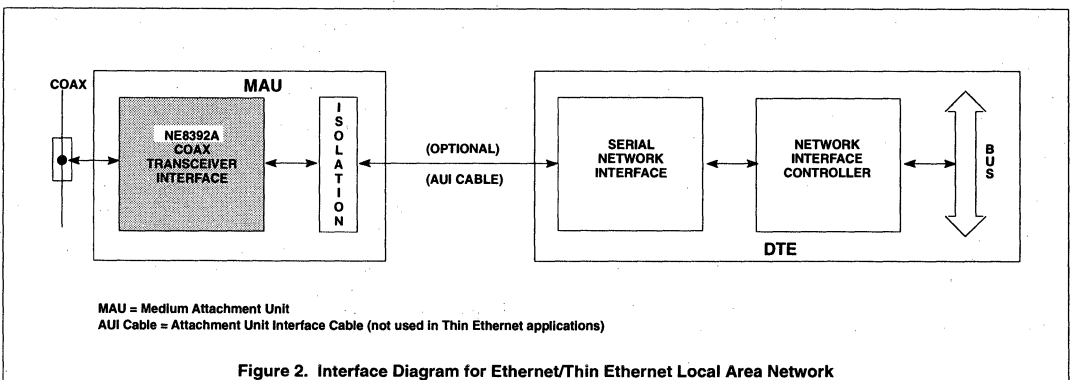 COAX
MAU
NE8392A
COAX
TRANSCEIVER
INTERFACE
ISOLATION
(OPTIONAL)
(AUI CABLE)
SERIAL
NETWORK
INTERFACE
NETWORK
INTERFACE
CONTROLLER
BUS
DTE
MAU = Medium Attachment Unit
AUI Cable = Attachment Unit Interface Cable (not used in Thin Ethernet applications)
Figure 2. Interface Diagram for Ethernet/Thin Ethernet Local Area Network